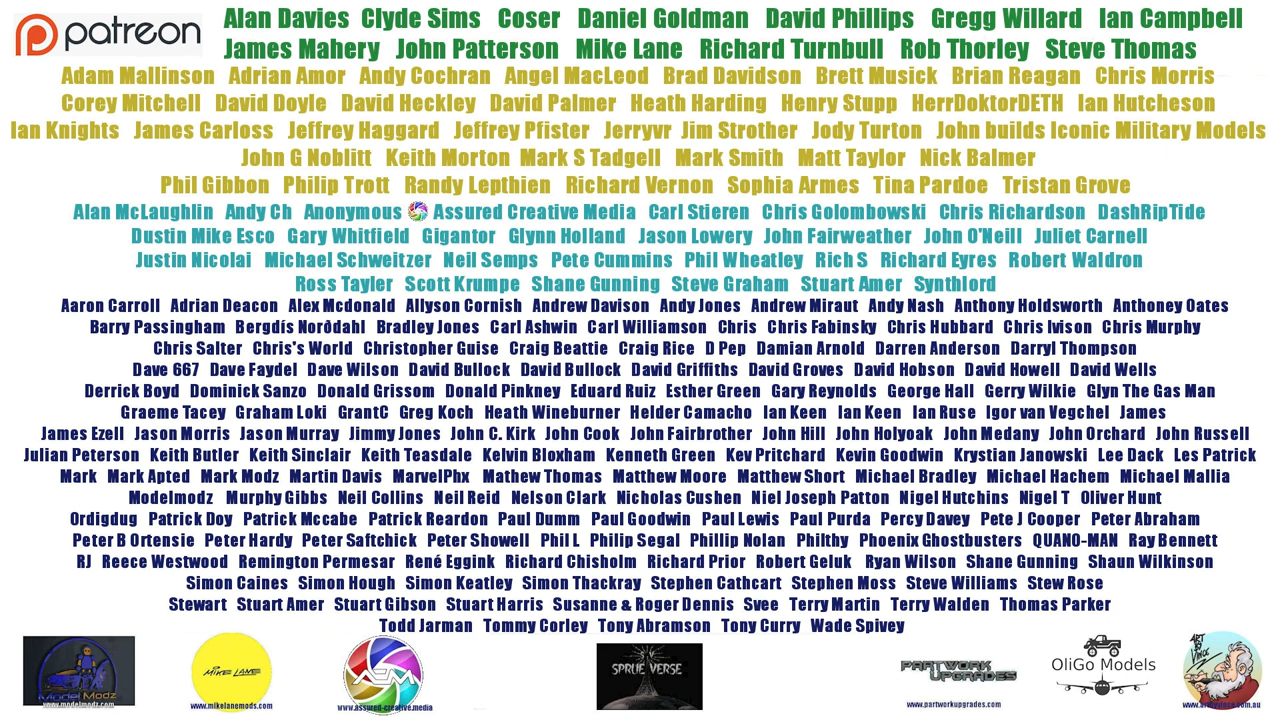 patreon
Alan Davies Clyde Sims Coser Daniel Goldman David Phillips Gregg Willard Ian Campbell
James Mahery John Patterson Mike Lane Richard Turnbull Rob Thorley Steve Thomas
Adam Mallinson Adrian Amor Andy Cochran Angel MacLeod Brad Davidson Brett Musick Brian Reagan Chris Morris
Corey Mitchell David Doyle David Heckley David Palmer Heath Harding Henry Stupp HerrDoktorDETH Ian Hutcheson
Ian Knights James Carloss Jeffrey Haggard Jeffrey Pfister Jerryvr Jim Strother Jody Turton John builds Iconic Military Models
John G Noblitt Keith Morton Mark S Tadgell Mark Smith Matt Taylor Nick Balmer
Phil Gibbon Philip Trott Randy Lepthien Richard Vernon Sophia Armes Tina Pardoe Tristan Grove
Alan McLaughlin Andy Ch Anonymous Assured Creative Media Carl Stieren Chris Golembowski Chris Richardson DashRipTide
Dustin Mike Esco Gary Whitfield Gigantor Glynn Holland Jason Lowery John Fairweather John O'Neill Juliet Carnell
Justin Nicolai Michael Schweitzer Neil Semps Pete Cummins Phil Wheatley Rich S Richard Eyres Robert Waldron
Ross Tayler Scott Krumpe Shane Gunning Steve Graham Stuart Amer Synthlord
Aaron Carroll Adrian Deacon Alex Mcdonald Allyson Cornish Andrew Davison Andy Jones Andrew Miraut Andy Nash Anthony Holdsworth Anthoney Oates
Barry Passingham Bergdís Norðdahl Bradley Jones Carl Ashwin Carl Williamson Chris Chris Fabinsky Chris Hubbard Chris Ivison Chris Murphy
Chris Salter Chris's World Christopher Guise Craig Beattie Craig Rice D Pep Damian Arnold Darren Anderson Darryl Thompson
Dave 667 Dave Faydel Dave Wilson David Bullock David Bullock David Griffiths David Groves David Hobson David Howell David Wells
Derrick Boyd Dominick Sanzo Donald Grissom Donald Pinkney Eduard Ruiz Esther Green Gary Reynolds George Hall Gerry Wilkie Glyn The Gas Man
Graeme Tacey Graham Loki GrantC Greg Koch Heath Wineburner Helder Camacho Ian Keen Ian Keen Ian Ruse Igor van Vegchel James
James Ezell Jason Morris Jason Murray Jimmy Jones John C. Kirk John Cook John Fairbrother John Hill John Holyoak John Medany John Orchard John Russell
Julian Peterson Keith Butler Keith Sinclair Keith Teasdale Kelvin Bloxham Kenneth Green Kev Pritchard Kevin Goodwin Krystian Janowski Lee Dack Les Patrick
Mark Mark Apted Mark Modz Martin Davis MarvelPhx Mathew Thomas Matthew Moore Matthew Short Michael Bradley Michael Hachem Michael Mallia
Modelmodz Murphy Gibbs Neil Collins Neil Reid Nelson Clark Nicholas Cushen Niel Joseph Patton Nigel Hutchins Nigel T Oliver Hunt
Ordigdug Patrick Doy Patrick Mccabe Patrick Reardon Paul Dumm Paul Goodwin Paul Lewis Paul Purda Percy Davey Pete J Cooper Peter Abraham
Peter B Ortensie Peter Hardy Peter Saftchick Peter Showell Phil L Philip Segal Phillip Nolan Philthy Phoenix Ghostbusters QUANO-MAN Ray Bennett
RJ Reece Westwood Remington Permesar René Eggink Richard Chisholm Richard Prior Robert Geluk Ryan Wilson Shane Gunning Shaun Wilkinson
Simon Caines Simon Hough Simon Keatley Simon Thackray Stephen Cathcart Stephen Moss Steve Williams Stew Rose
Stewart Stuart Amer Stuart Gibson Stuart Harris Susanne & Roger Dennis Svee Terry Martin Terry Walden Thomas Parker
Todd Jarman Tommy Corley Tony Abramson Tony Curry Wade Spivey
Model Modz
www.modelmodz.com
MIKE LANE
www.mikelanemods.com
ACM
www.assured-creative.media
SPRUE VERSE
PARTWORK UPGRADES
www.partworkupgrades.com
OliGo Models
ART BY VINCE
www.artbyvince.com.au